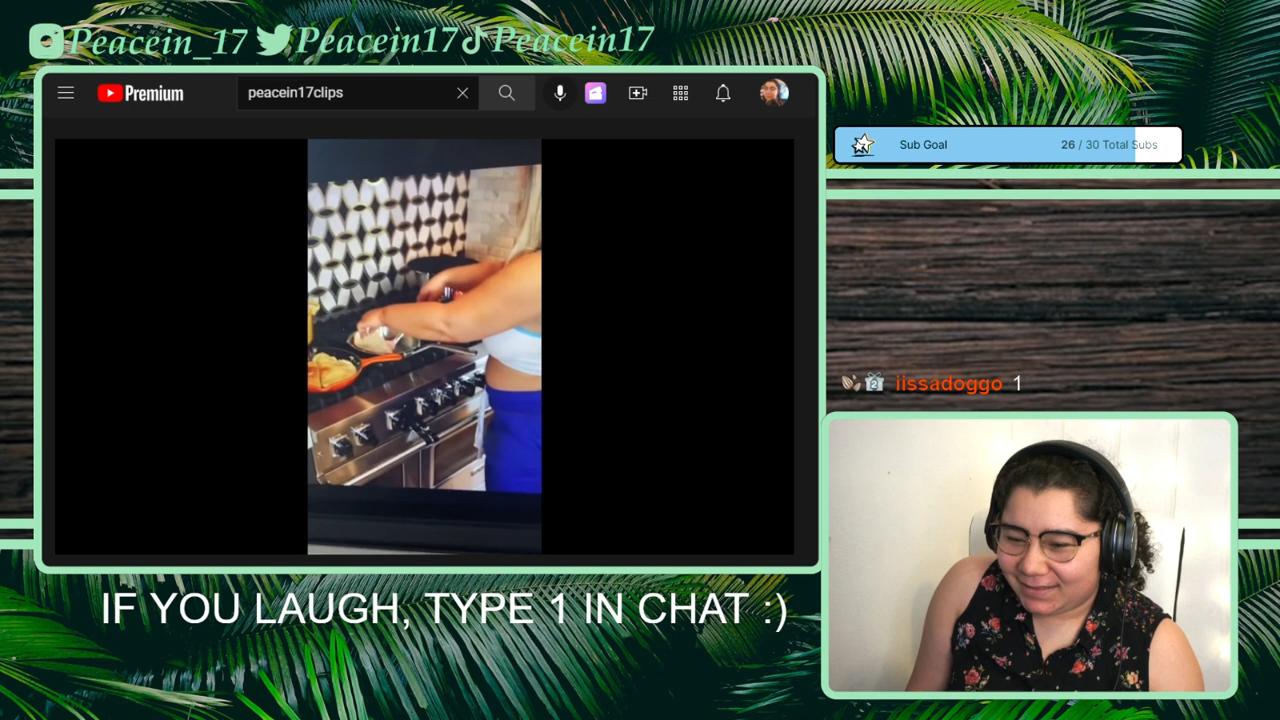 Peacein_17 Peacein17 Peacein17
Premium peacein17clips
Sub Goal 26 / 30 Total Subs
2 iissadoggo 1
IF YOU LAUGH, TYPE 1 IN CHAT :)